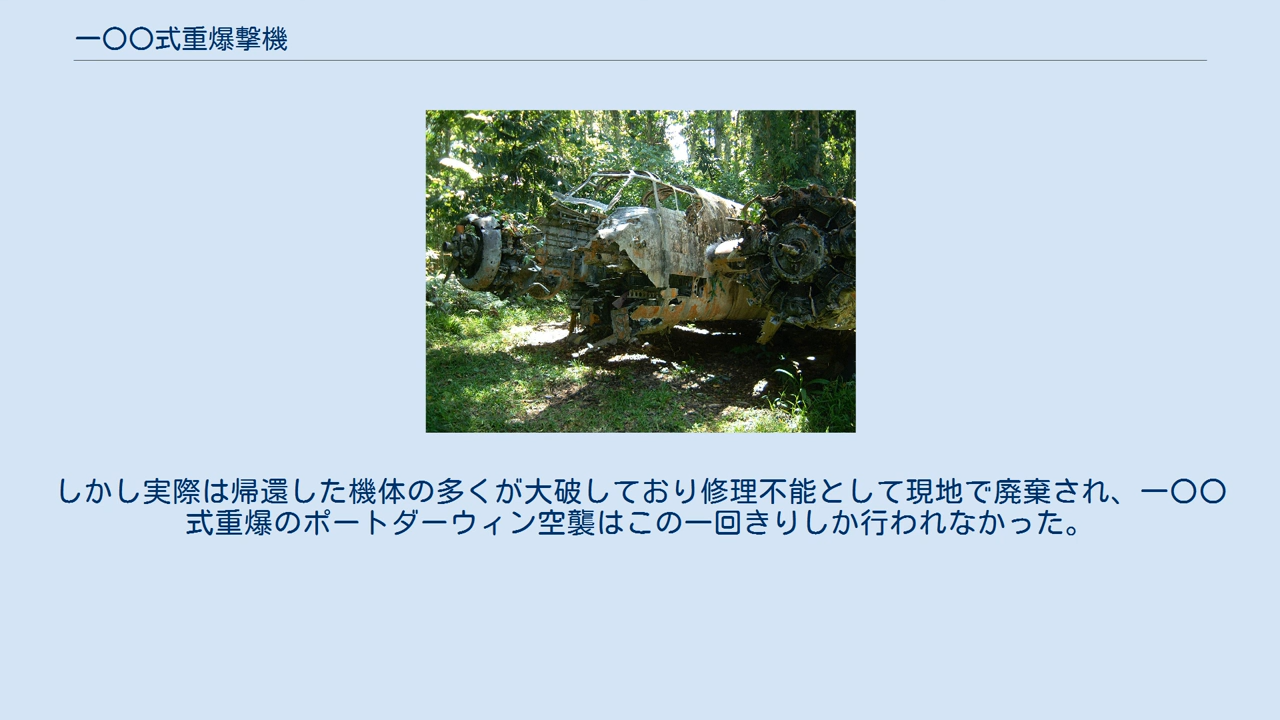 一〇〇式重爆撃機
しかし実際は帰還した機体の多くが大破しており修理不能として現地で廃棄され、一〇〇
式重爆のポートダーウィン空襲はこの一回きりしか行われなかった。